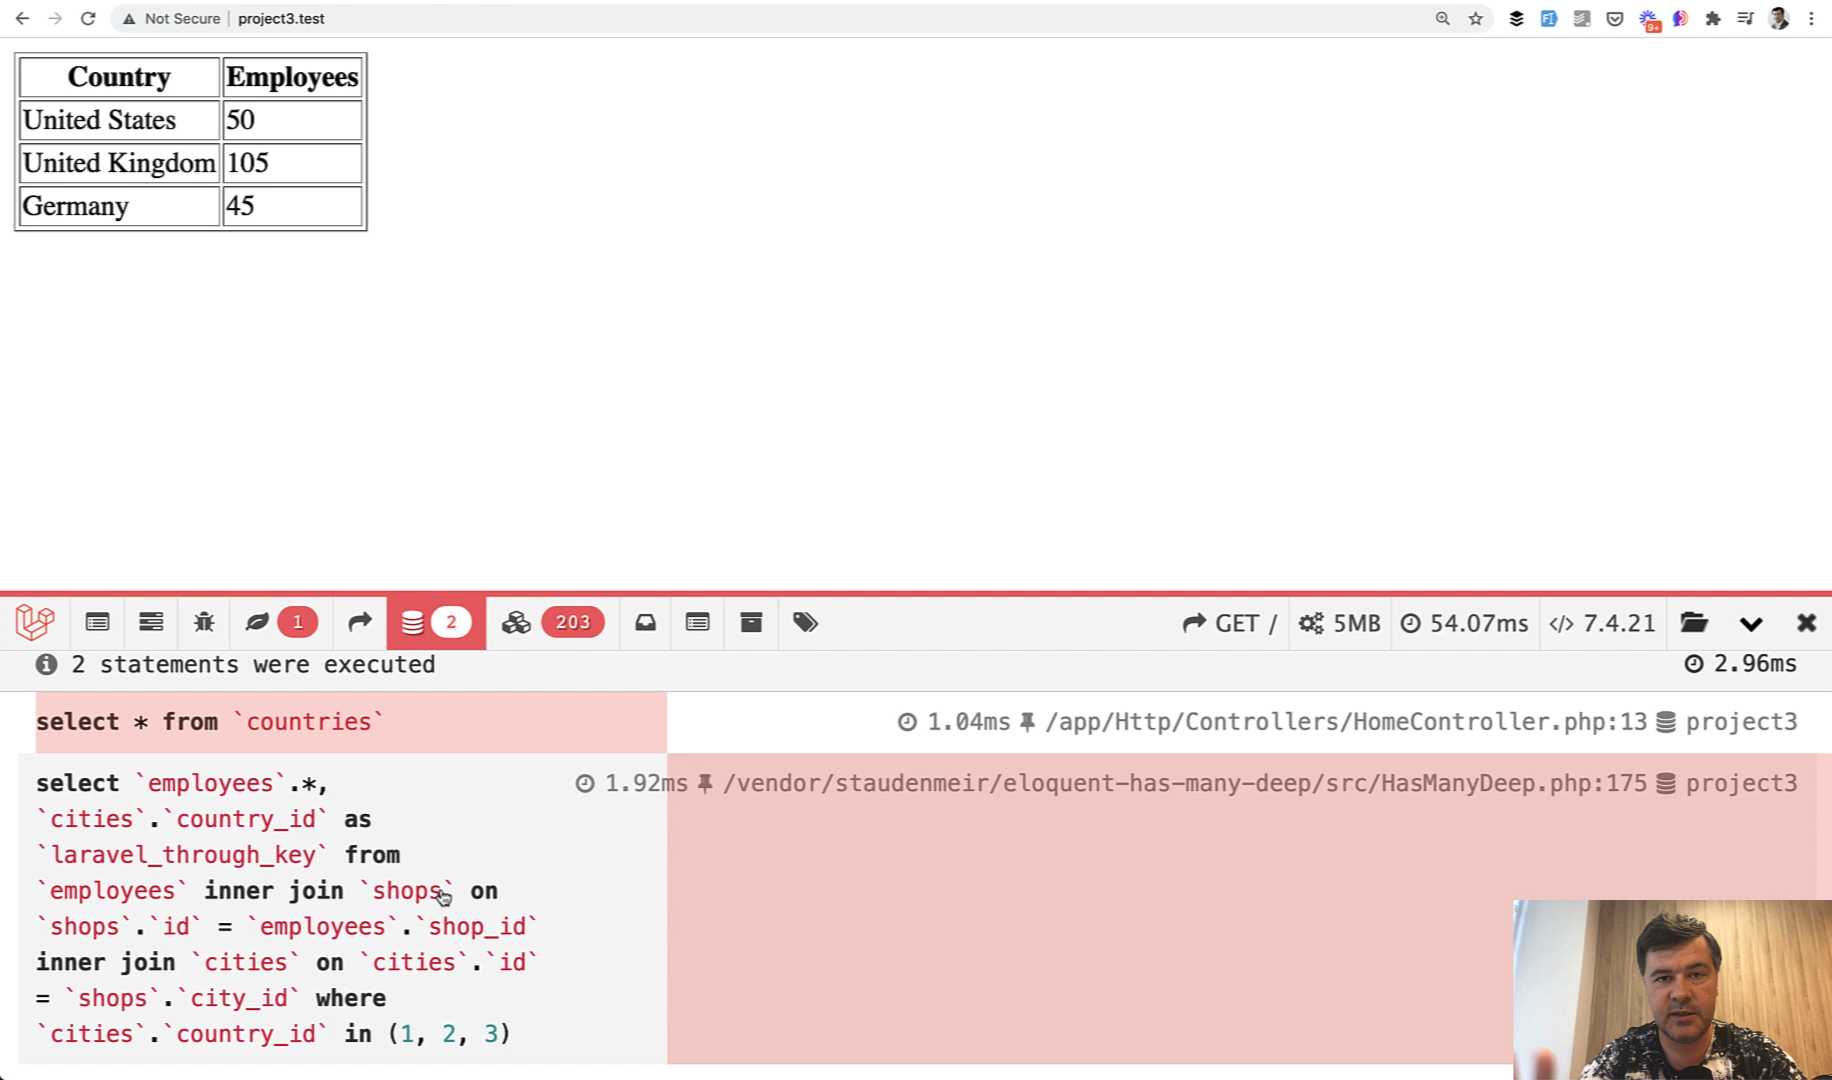 Not Secure | project3.test
9+
Country Employees
United States 50
United Kingdom 105
Germany 45
1 2 203 GET / 5MB 54.07ms </> 7.4.21
2 statements were executed 2.96ms
select * from `countries` 1.04ms /app/Http/Controllers/HomeController.php:13 project3
select `employees`.*, 1.92ms /vendor/staudenmeir/eloquent-has-many-deep/src/HasManyDeep.php:175 project3
`cities`.`country_id` as
`laravel_through_key` from
`employees` inner join `shops` on
`shops`.`id` = `employees`.`shop_id`
inner join `cities` on `cities`.`id`
= `shops`.`city_id` where
`cities`.`country_id` in (1, 2, 3)